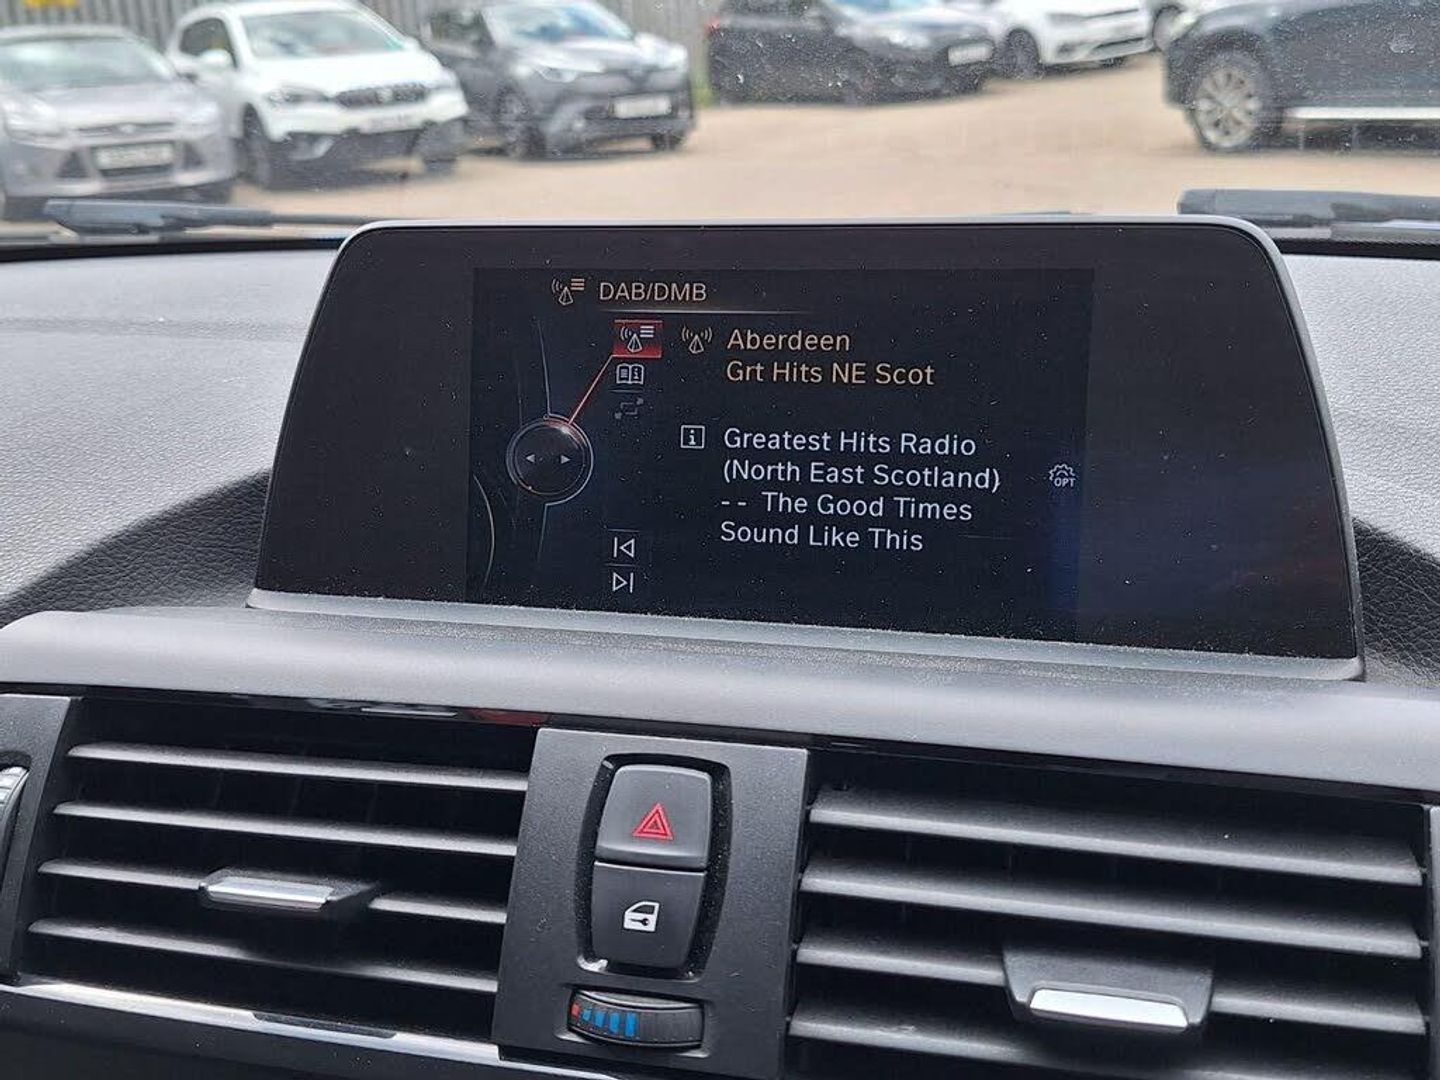 DAB/DMB
Aberdeen
Grt Hits NE Scot
Greatest Hits Radio
(North East Scotland)
-- The Good Times
Sound Like This
OPT